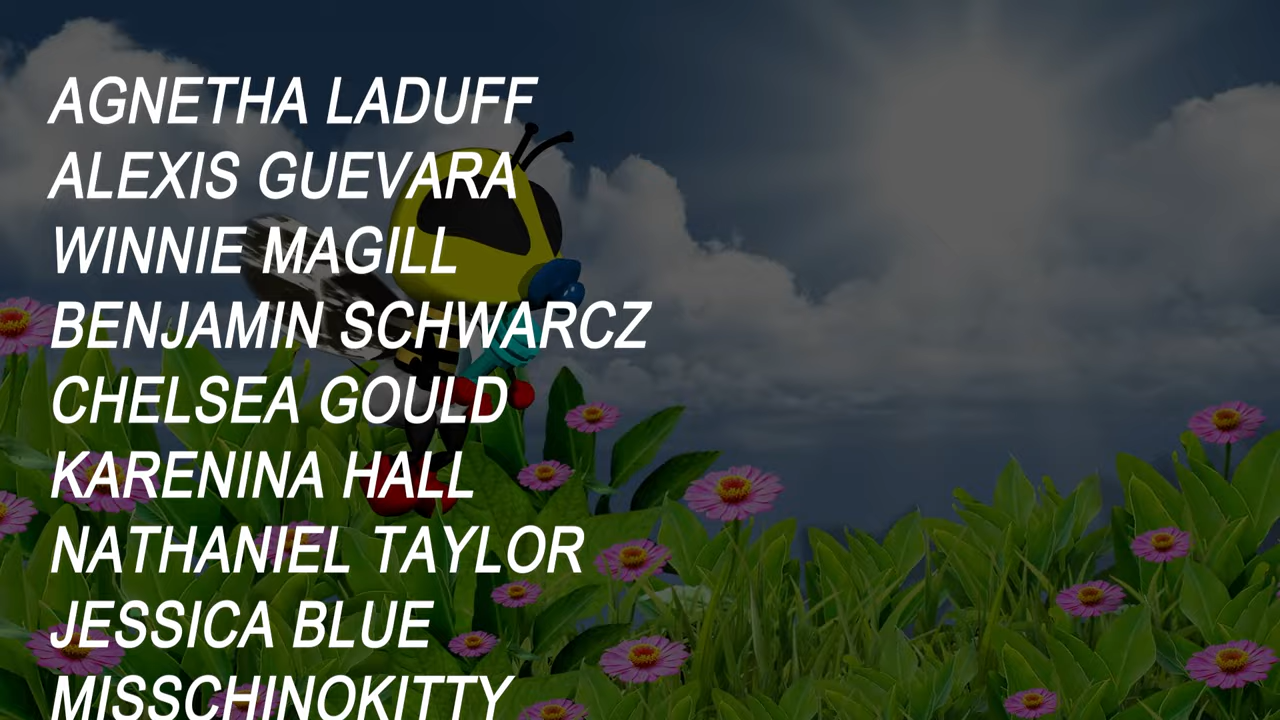 AGNETHA LADUFF
ALEXIS GUEVARA
WINNIE MAGILL
BENJAMIN SCHWARCZ
CHELSEA GOULD
KARENINA HALL
NATHANIEL TAYLOR
JESSICA BLUE
MISSCHINOKITTY